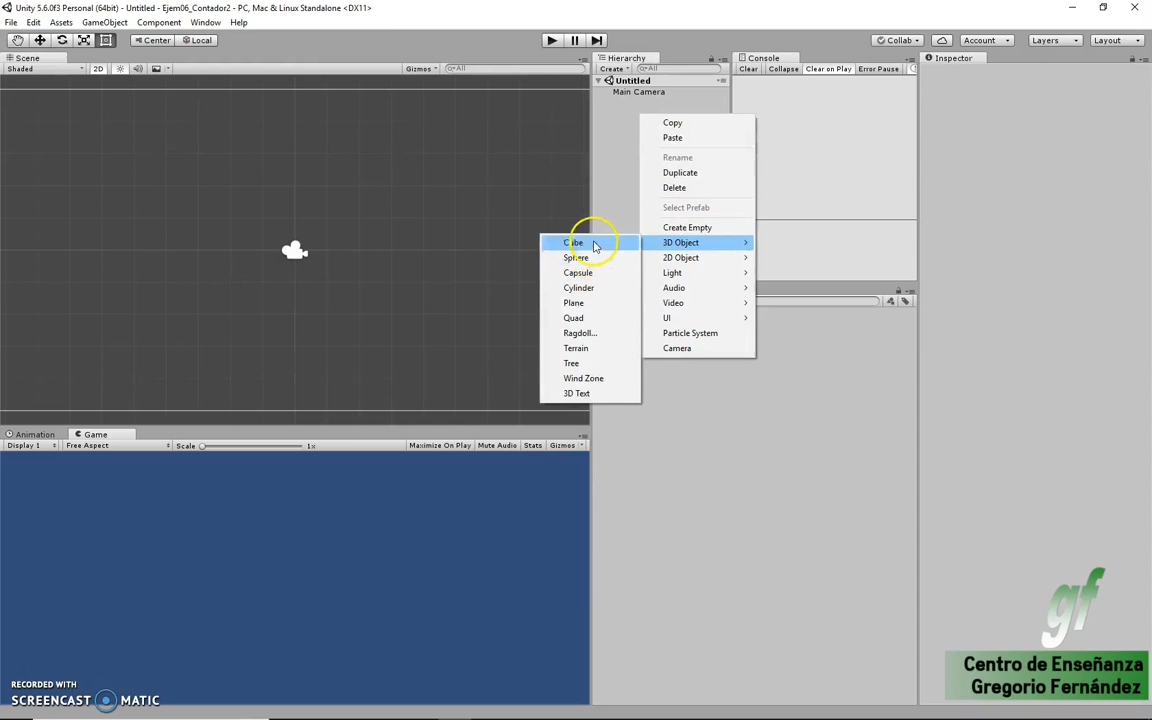 Unity 5.6.0f3 Personal (64bit) - Untitled - Ejem06_Contador2 - PC, Mac & Linux Standalone <DX11>
File Edit Assets GameObject Component Window Help
Center Local Collab Account Layers Layout
Scene Hierarchy Console Inspector
Shaded 2D Gizmos All Create All Clear Collapse Clear on Play Error Pause
Untitled
Main Camera
Copy
Paste
Rename
Duplicate
Delete
Select Prefab
Create Empty
3D Object
2D Object
Light
Audio
Video
UI
Particle System
Camera
Cube
Sphere
Capsule
Cylinder
Plane
Quad
Ragdoll...
Terrain
Tree
Wind Zone
3D Text
Animation Game
Display 1 Free Aspect Scale 1x Maximize On Play Mute Audio Stats Gizmos
gf
Centro de Enseñanza
Gregorio Fernández
RECORDED WITH
SCREENCAST MATIC